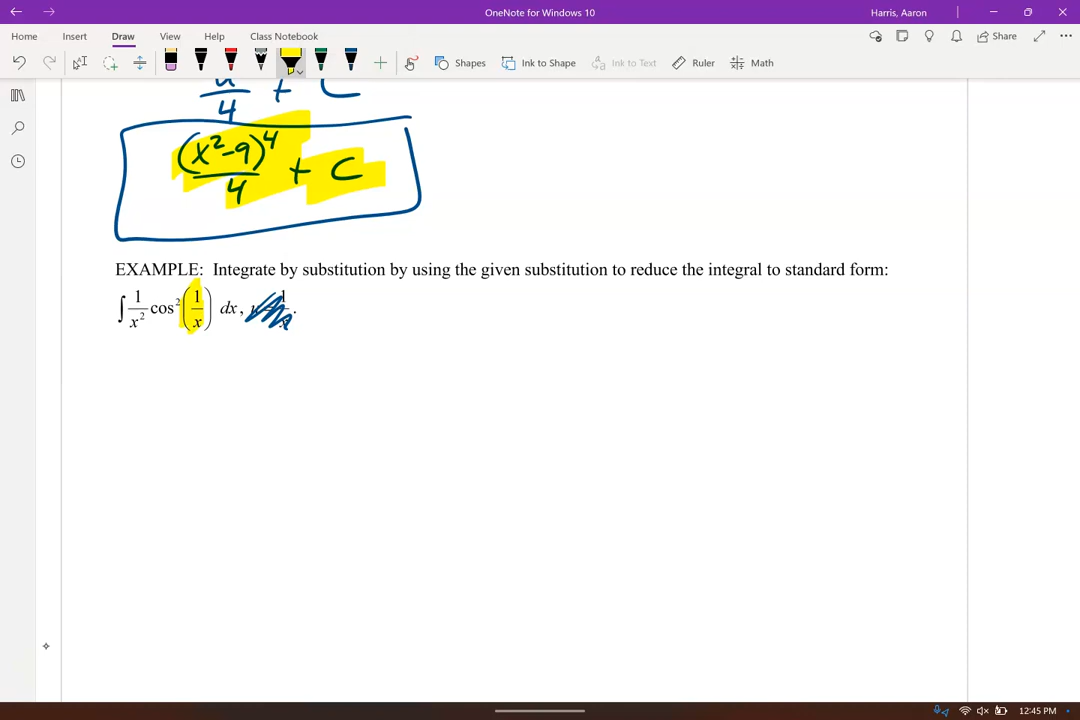 OneNote for Windows 10
Harris, Aaron
Home Insert Draw View Help Class Notebook
Share
Shapes Ink to Shape Ink to Text Ruler Math
4 + C
(x²-9)⁴
4 + C
EXAMPLE: Integrate by substitution by using the given substitution to reduce the integral to standard form:
∫ 1/x² cos² (1/x) dx,
12:45 PM